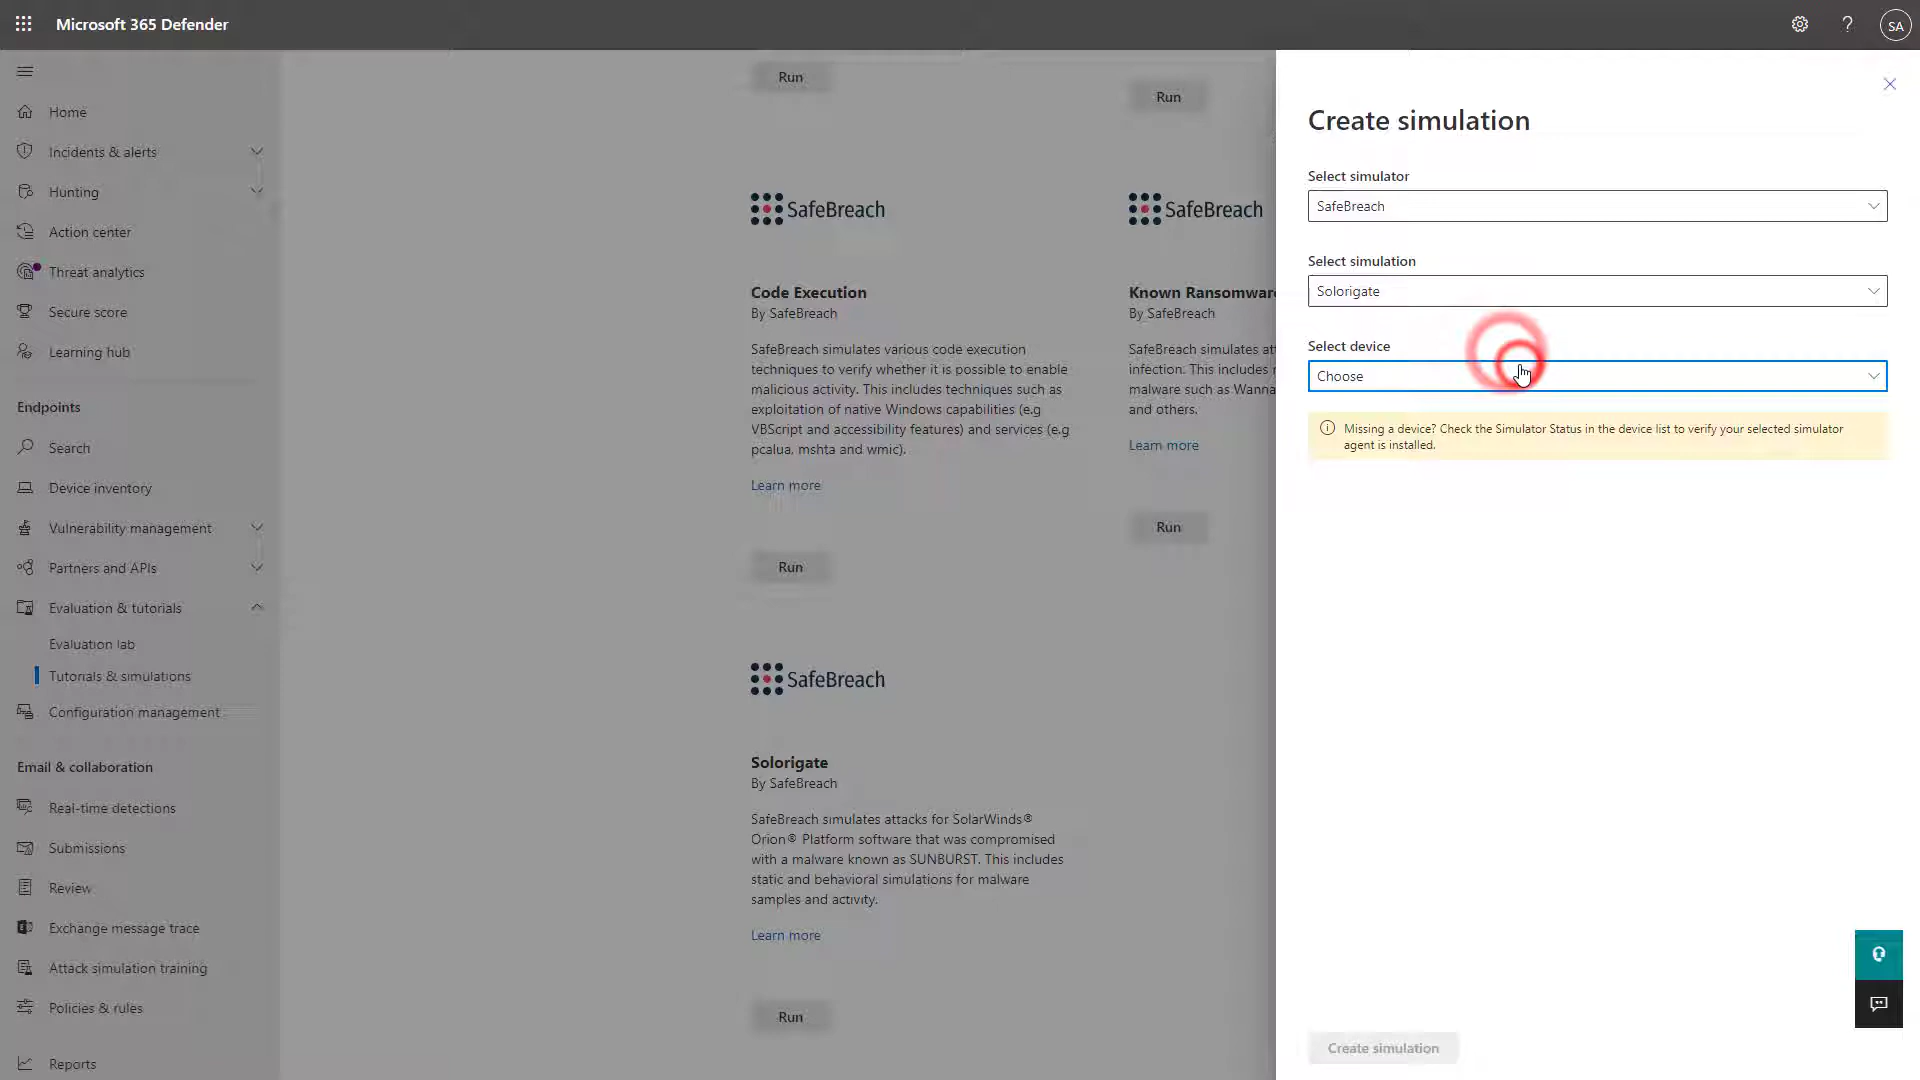 Microsoft 365 Defender
?
SA
Home
Incidents & alerts
Hunting
Action center
Threat analytics
Secure score
Learning hub
Endpoints
Search
Device inventory
Vulnerability management
Partners and APIs
Evaluation & tutorials
Evaluation lab
Tutorials & simulations
Configuration management
Email & collaboration
Real-time detections
Submissions
Review
Exchange message trace
Attack simulation training
Policies & rules
Reports
Run
SafeBreach
Code Execution
By SafeBreach
SafeBreach simulates various code execution
techniques to verify whether it is possible to enable
malicious activity. This includes techniques such as
exploitation of native Windows capabilities (e.g
VBScript and accessibility features) and services (e.g
pcalua, mshta and wmic).
Learn more
Run
SafeBreach
Solorigate
By SafeBreach
SafeBreach simulates attacks for SolarWinds®
Orion® Platform software that was compromised
with a malware known as SUNBURST. This includes
static and behavioral simulations for malware
samples and activity.
Learn more
Run
Run
SafeBreach
Known Ransomware
By SafeBreach
SafeBreach simulates
infection. This includes
malware such as
and others.
Learn more
Run
Create simulation
Select simulator
SafeBreach
Select simulation
Solorigate
Select device
Choose
Missing a device? Check the Simulator Status in the device list to verify your selected simulator
agent is installed.
Create simulation